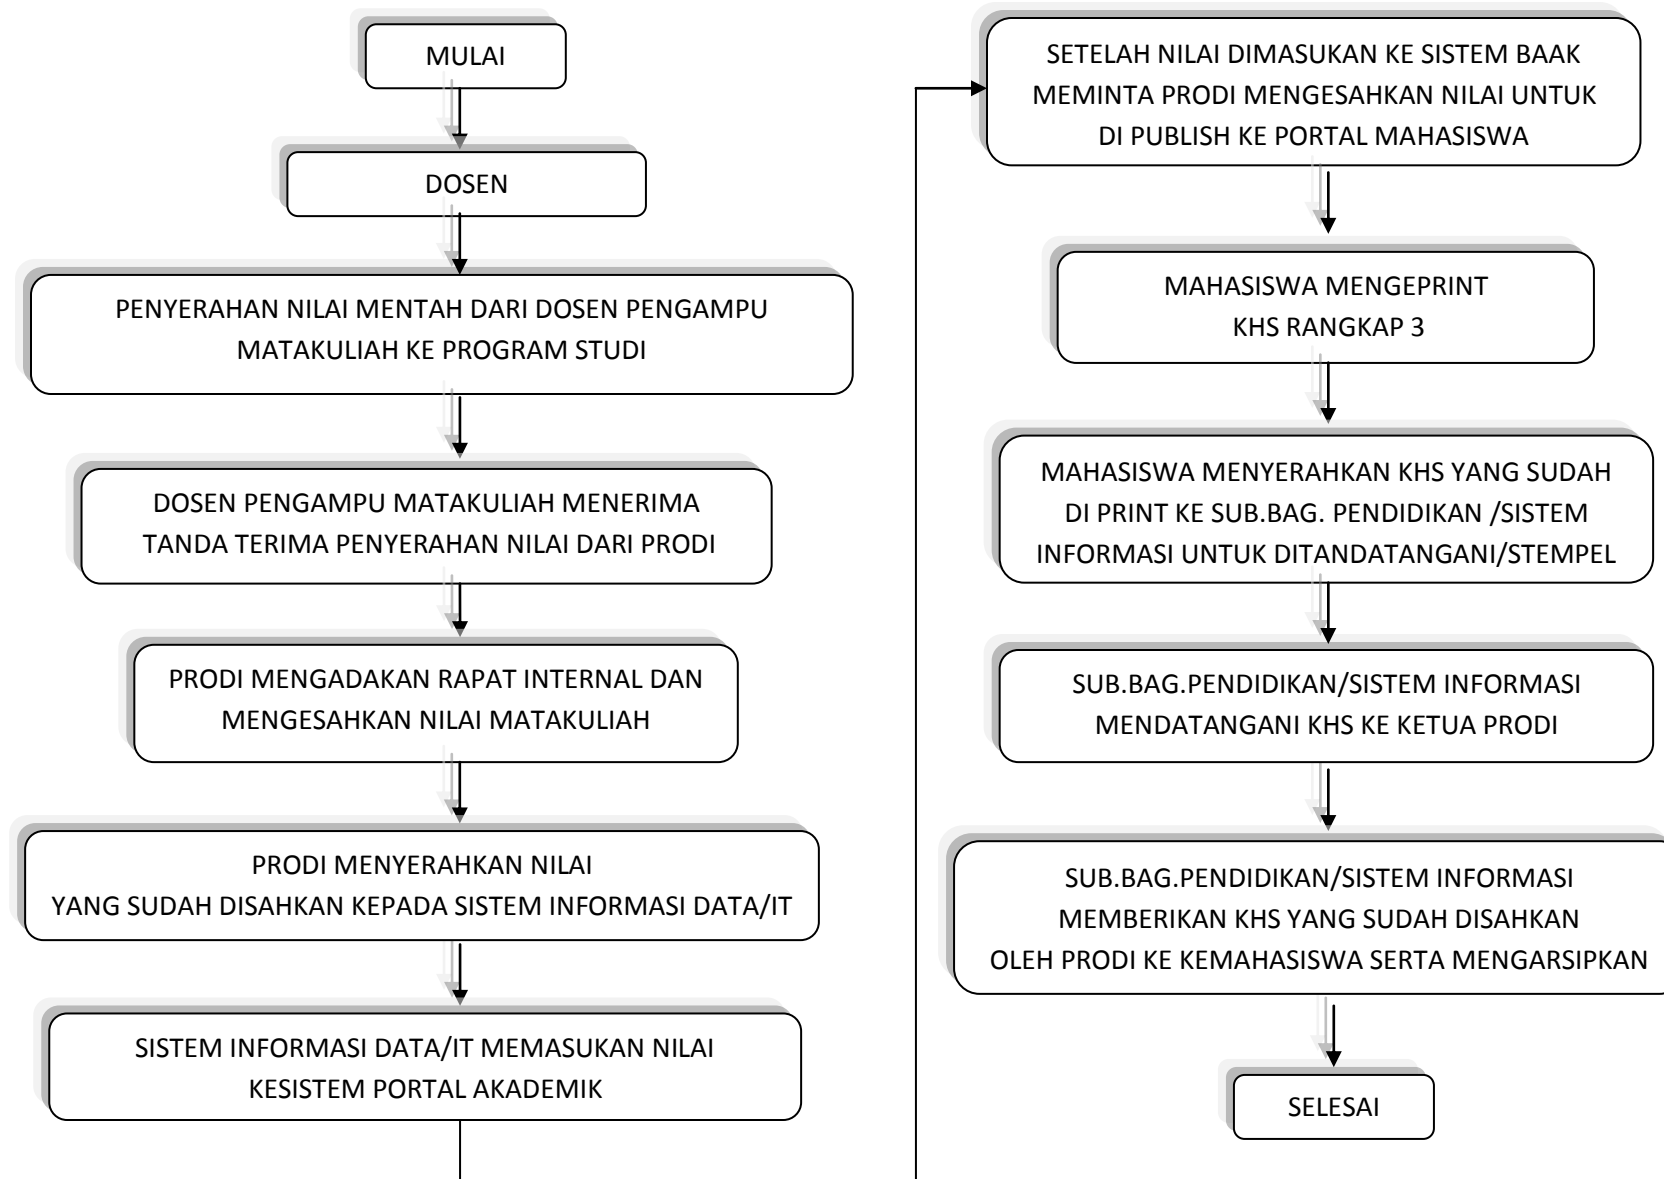 MULAI
DOSEN
PENYERAHAN NILAI MENTAH DARI DOSEN PENGAMPU
MATAKULIAH KE PROGRAM STUDI
DOSEN PENGAMPU MATAKULIAH MENERIMA
TANDA TERIMA PENYERAHAN NILAI DARI PRODI
PRODI MENGADAKAN RAPAT INTERNAL DAN
MENGESAHKAN NILAI MATAKULIAH
PRODI MENYERAHKAN NILAI
YANG SUDAH DISAHKAN KEPADA SISTEM INFORMASI DATA/IT
SISTEM INFORMASI DATA/IT MEMASUKAN NILAI
KESISTEM PORTAL AKADEMIK
SETELAH NILAI DIMASUKAN KE SISTEM BAAK
MEMINTA PRODI MENGESAHKAN NILAI UNTUK
DI PUBLISH KE PORTAL MAHASISWA
MAHASISWA MENGEPRINT
KHS RANGKAP 3
MAHASISWA MENYERAHKAN KHS YANG SUDAH
DI PRINT KE SUB.BAG. PENDIDIKAN /SISTEM
INFORMASI UNTUK DITANDATANGANI/STEMPEL
SUB.BAG.PENDIDIKAN/SISTEM INFORMASI
MENDATANGANI KHS KE KETUA PRODI
SUB.BAG.PENDIDIKAN/SISTEM INFORMASI
MEMBERIKAN KHS YANG SUDAH DISAHKAN
OLEH PRODI KE KEMAHASISWA SERTA MENGARSIPKAN
SELESAI